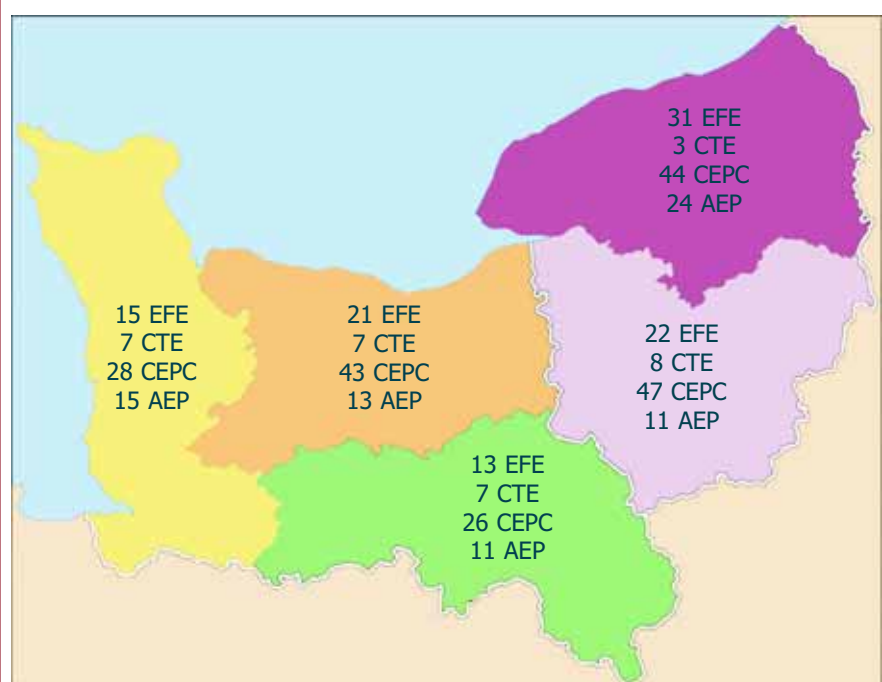 31 EFE
3 CTE
44 CEPC
24 AEP
15 EFE
7 CTE
28 CEPC
15 AEP
21 EFE
7 CTE
43 CEPC
13 AEP
22 EFE
8 CTE
47 CEPC
11 AEP
13 EFE
7 CTE
26 CEPC
11 AEP